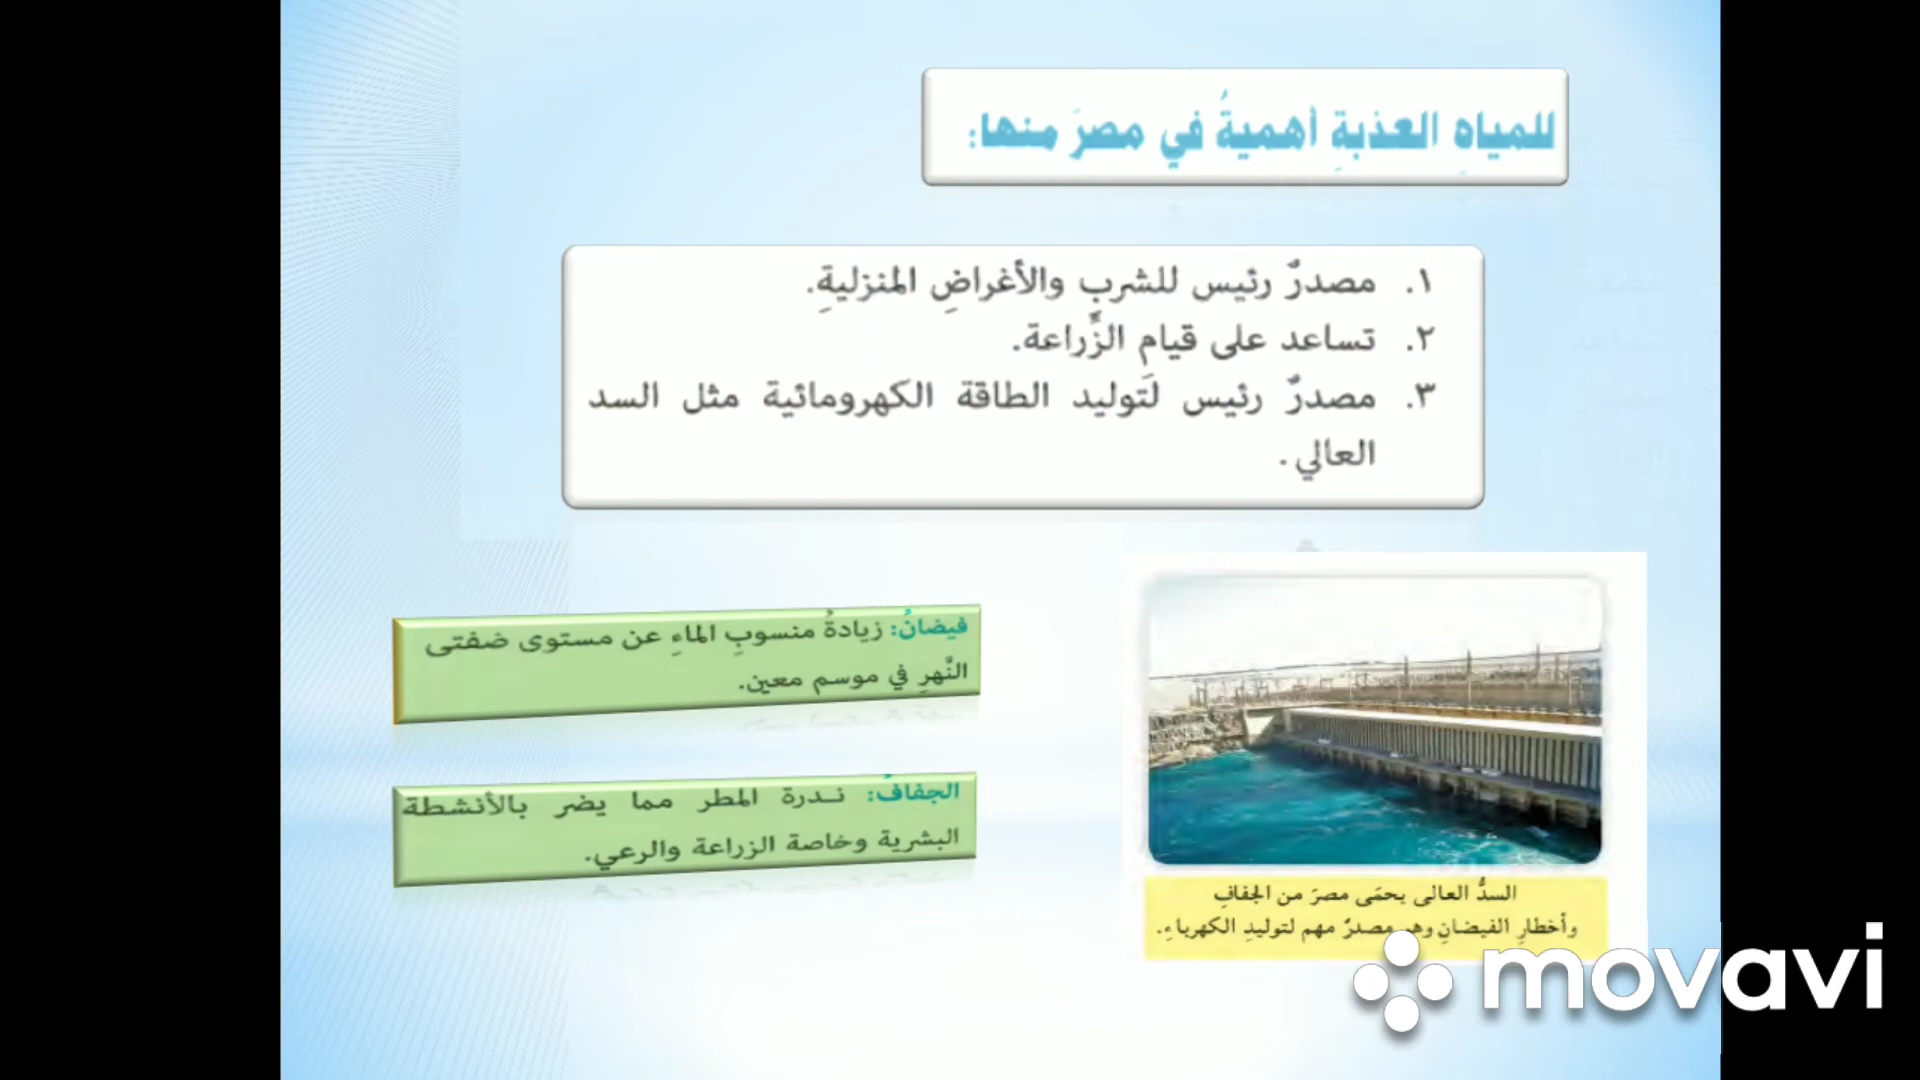 للمياهِ العذبةِ أهميةُ في مصرَ منها:
١. مصدرٌ رئيس للشربِ والأغراضِ المنزليةِ.
٢. تساعد على قيامِ الزِّراعة.
٣. مصدرٌ رئيس لتَوليد الطاقة الكهرومائية مثل السد
العالي.
فيضانُ: زيادةُ منسوبِ الماءِ عن مستوى ضفتى
النَّهرِ في موسم معين.
الجفافُ: ندرة المطر مما يضر بالأنشطة
البشرية وخاصة الزراعة والرعي.
السدُّ العالى يحمَى مصرَ من الجفافِ
وأخطارِ الفيضانِ وهو مصدرٌ مهم لتوليدِ الكهرباءِ.
movavi